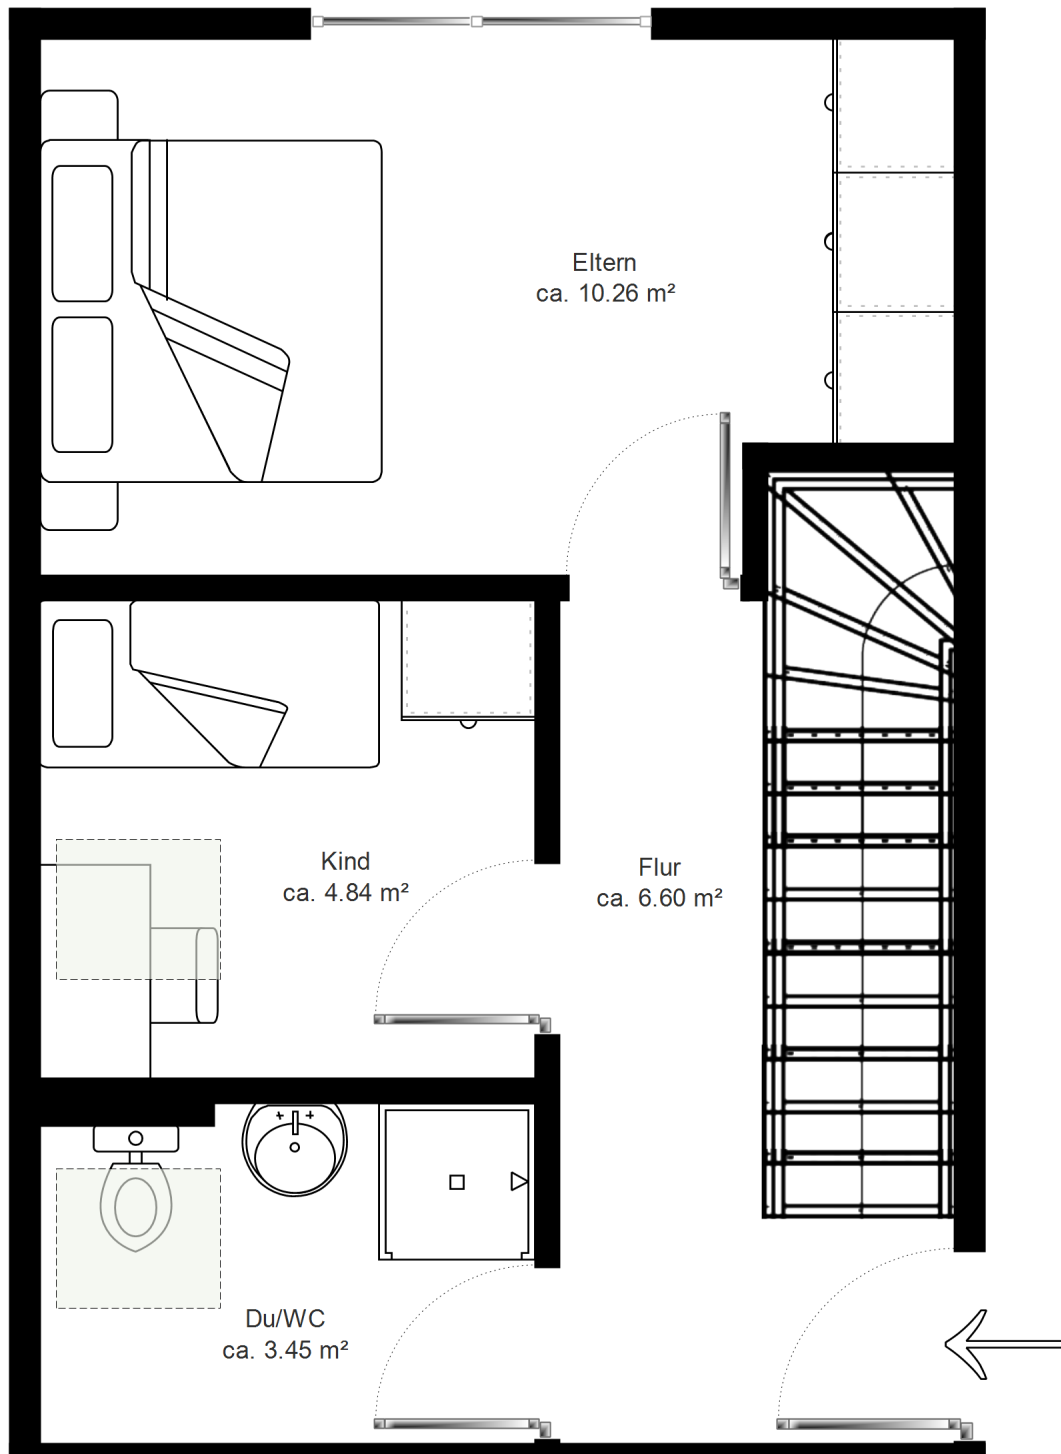 Eltern
ca. 10.26 m²
Kind
ca. 4.84 m²
Flur
ca. 6.60 m²
Du/WC
ca. 3.45 m²